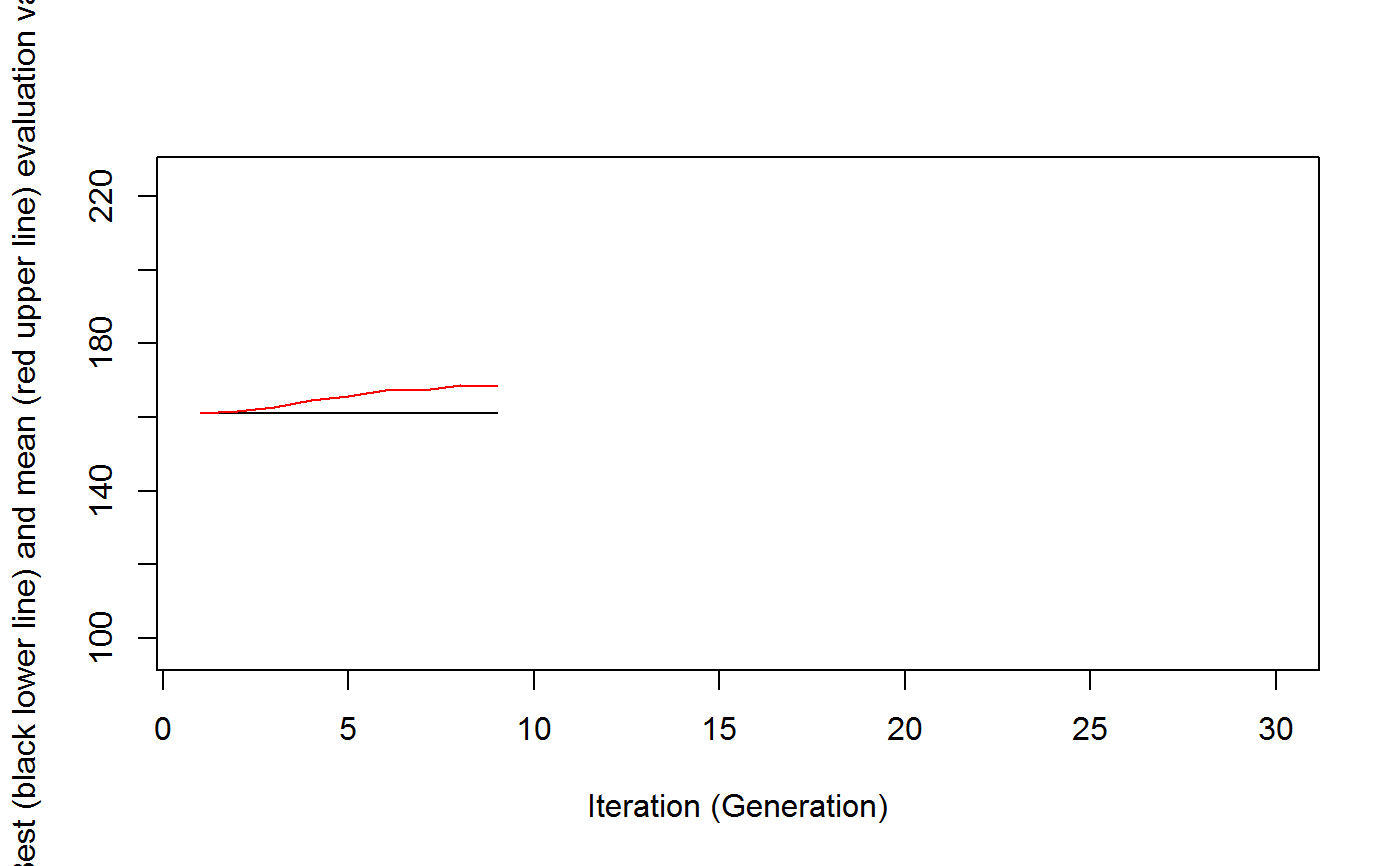 Best (black lower line) and mean (red upper line) evaluation va
220
180
140
100
0 5 10 15 20 25 30
Iteration (Generation)